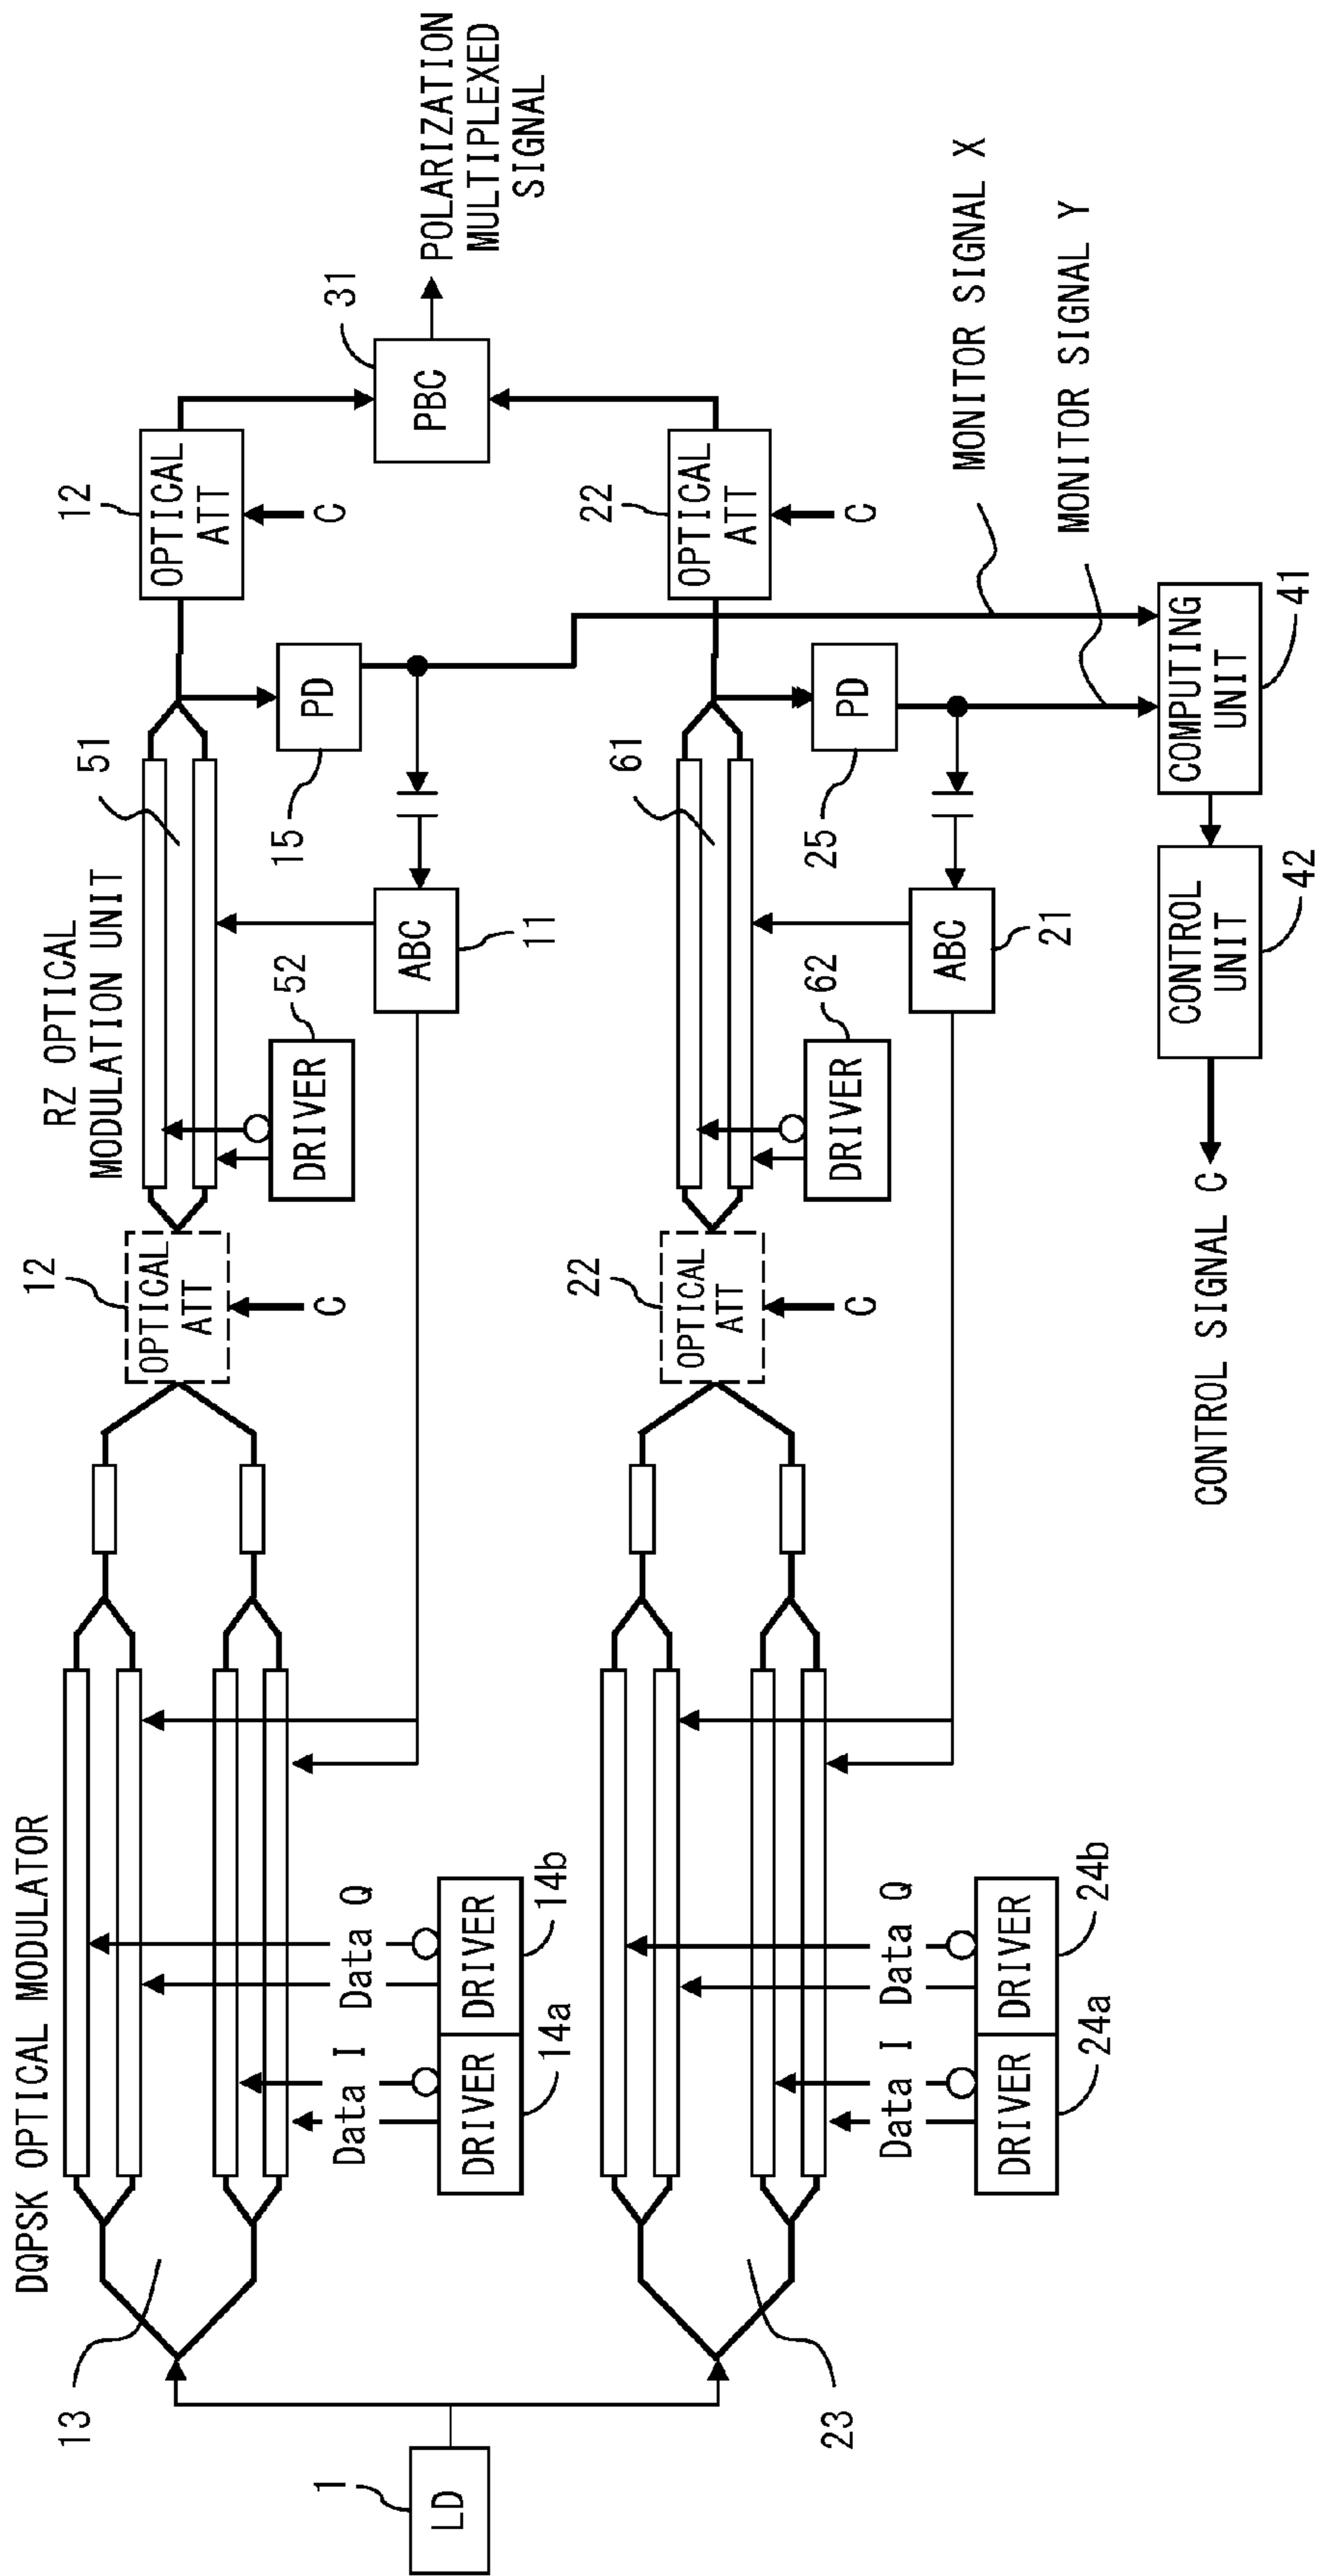 DQPSK OPTICAL MODULATOR
13
1
LD
Data I
Data Q
DRIVER
DRIVER
14a
14b
12
OPTICAL
ATT
C
RZ OPTICAL
MODULATION UNIT
51
DRIVER
52
ABC
11
PD
15
12
OPTICAL
ATT
C
PBC
31
POLARIZATION
MULTIPLEXED
SIGNAL
23
Data I
Data Q
DRIVER
DRIVER
24a
24b
22
OPTICAL
ATT
C
61
DRIVER
62
ABC
21
PD
25
22
OPTICAL
ATT
C
MONITOR SIGNAL X
MONITOR SIGNAL Y
COMPUTING
UNIT
41
CONTROL
UNIT
42
CONTROL SIGNAL C